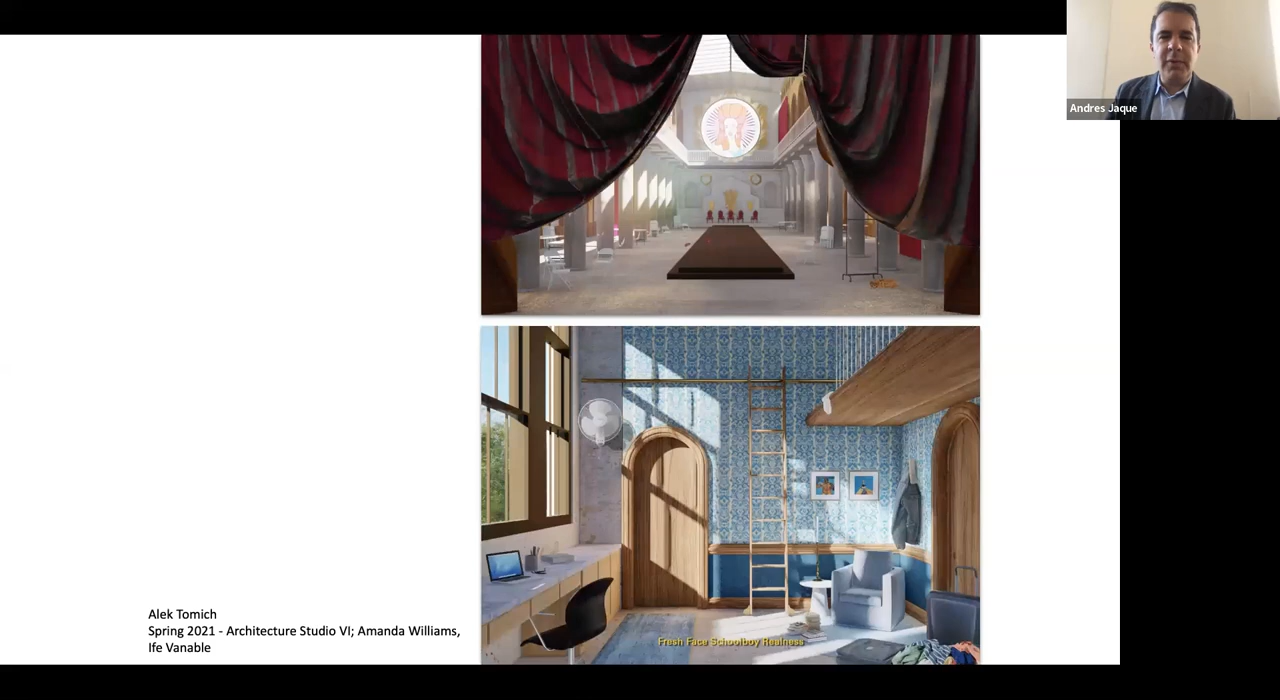 Andres Jaque
Alek Tomich
Spring 2021 - Architecture Studio VI; Amanda Williams,
Ife Vanable
Fresh Face Schoolboy Realness